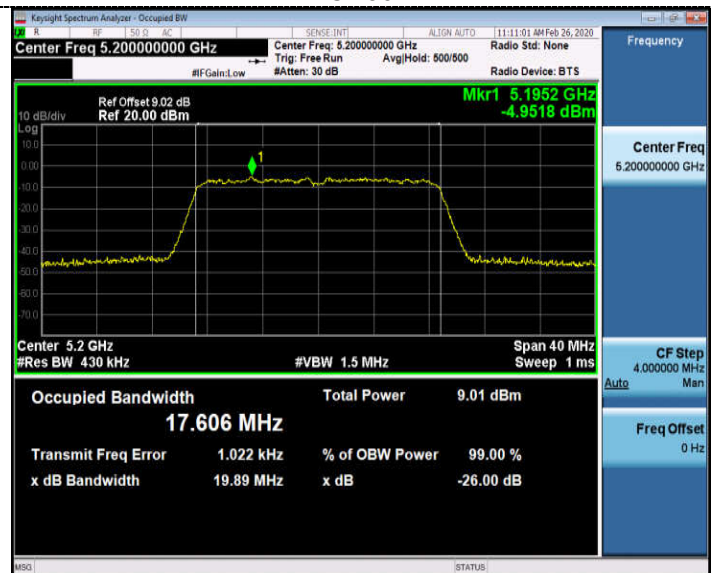 Keysight Spectrum Analyzer - Occupied BW
R RF 50 Ω AC SENSE:INT ALIGN AUTO 11:11:01 AM Feb 26, 2020
Center Freq 5.200000000 GHz
Center Freq: 5.200000000 GHz Radio Std: None
Trig: Free Run Avg|Hold: 500/500
#IFGain:Low #Atten: 30 dB Radio Device: BTS
Frequency
Ref Offset 9.02 dB Mkr1 5.1952 GHz
10 dB/div Ref 20.00 dBm -4.9518 dBm
Log
10.0
0.00
-10.0
-20.0
-30.0
-40.0
-50.0
-60.0
-70.0
1
Center Freq
5.200000000 GHz
Center 5.2 GHz Span 40 MHz
#Res BW 430 kHz #VBW 1.5 MHz Sweep 1 ms
CF Step
4.000000 MHz
Auto Man
Occupied Bandwidth Total Power 9.01 dBm
17.606 MHz
Transmit Freq Error 1.022 kHz % of OBW Power 99.00 %
x dB Bandwidth 19.89 MHz x dB -26.00 dB
Freq Offset
0 Hz
MSG STATUS